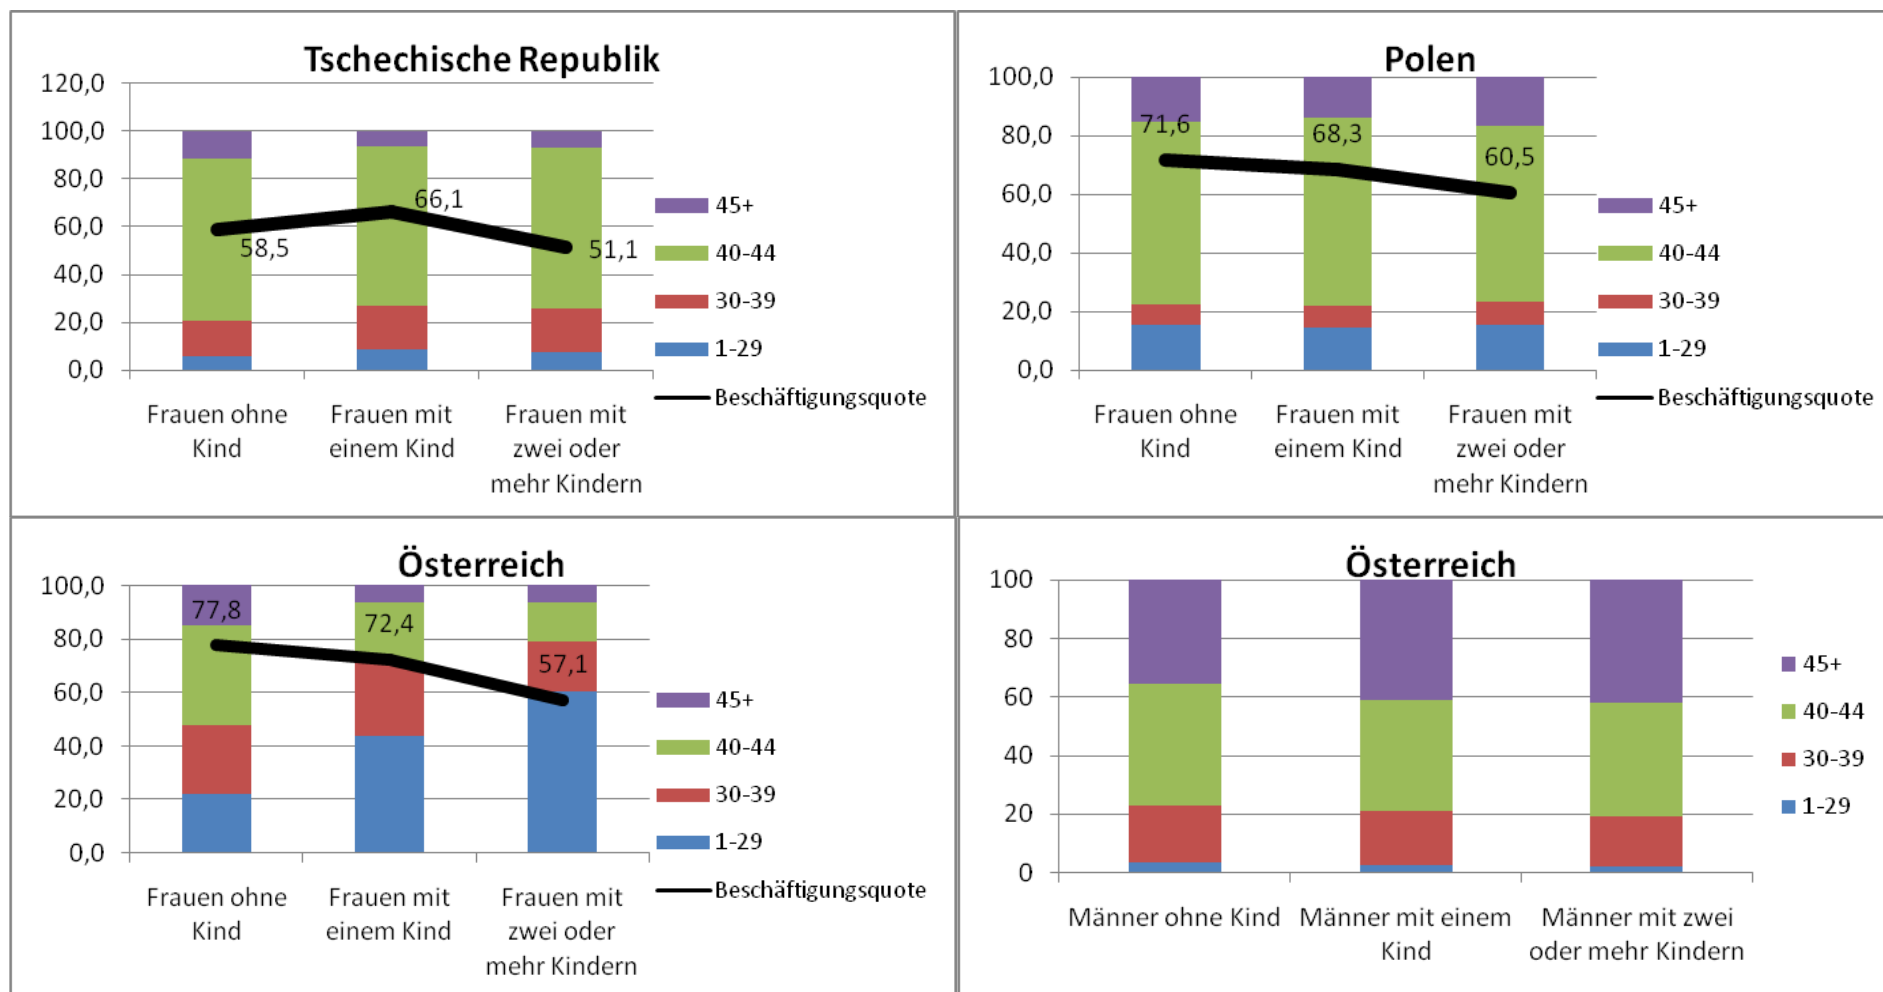 Tschechische Republik
120,0
100,0
80,0
60,0
40,0
20,0
0,0
58,5
66,1
51,1
45+
40-44
30-39
1-29
Beschäftigungsquote
Frauen ohne
Kind
Frauen mit
einem Kind
Frauen mit
zwei oder
mehr Kindern
Polen
100,0
80,0
60,0
40,0
20,0
0,0
71,6
68,3
60,5
45+
40-44
30-39
1-29
Beschäftigungsquote
Frauen ohne
Kind
Frauen mit
einem Kind
Frauen mit
zwei oder
mehr Kindern
Österreich
100,0
80,0
60,0
40,0
20,0
0,0
77,8
72,4
57,1
45+
40-44
30-39
1-29
Beschäftigungsquote
Frauen ohne
Kind
Frauen mit
einem Kind
Frauen mit
zwei oder
mehr Kindern
Österreich
100
80
60
40
20
0
45+
40-44
30-39
1-29
Männer ohne Kind
Männer mit einem
Kind
Männer mit zwei
oder mehr Kindern